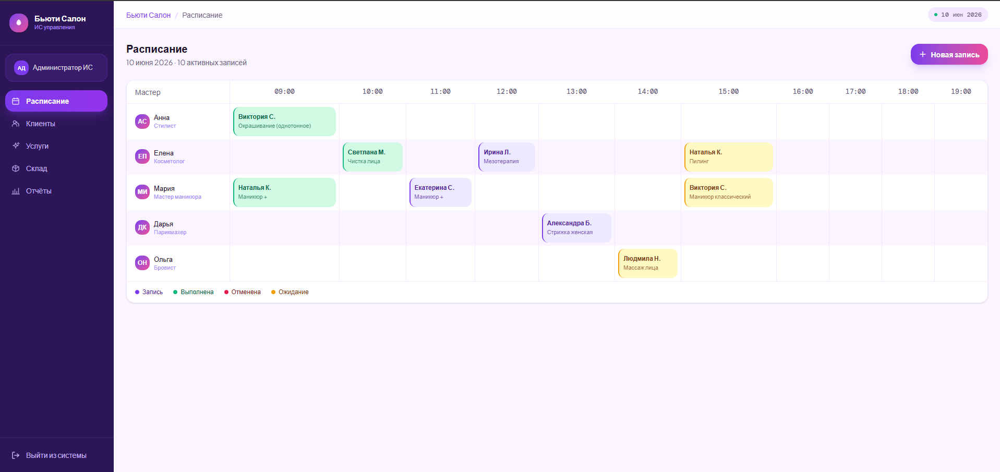 Бьюти Салон
ИС управления
АД Администратор ИС
Расписание
Клиенты
Услуги
Склад
Отчёты
Выйти из системы
Бьюти Салон / Расписание
10 июн 2026
Расписание
10 июня 2026 · 10 активных записей
+ Новая запись
Мастер 09:00 10:00 11:00 12:00 13:00 14:00 15:00 16:00 17:00 18:00 19:00
АС Анна
Стилист
Виктория С.
Окрашивание (однотонное)
ЕП Елена
Косметолог
Светлана М.
Чистка лица
Ирина Л.
Мезотерапия
Наталья К.
Пилинг
МИ Мария
Мастер маникюра
Наталья К.
Маникюр +
Екатерина С.
Маникюр +
Виктория С.
Маникюр классический
ДК Дарья
Парикмахер
Александра Б.
Стрижка женская
ОН Ольга
Бровист
Людмила Н.
Массаж лица
Запись Выполнена Отменена Ожидание